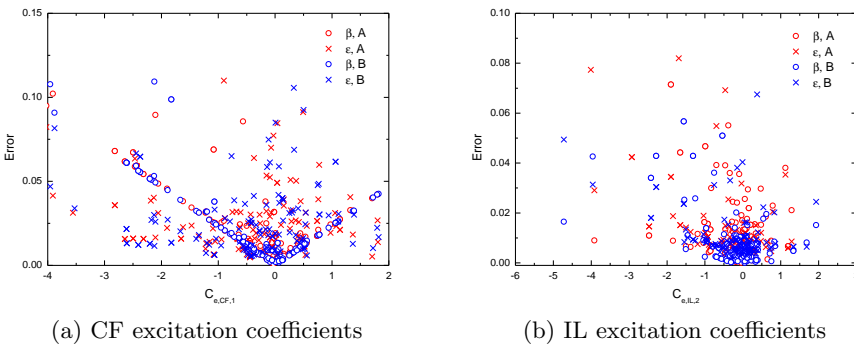 0.15
0.10
0.05
0.00
Error
-4 -3 -2 -1 0 1 2
C_e,CF,1
β, A
ε, A
β, B
ε, B
(a) CF excitation coefficients
0.10
0.08
0.06
0.04
0.02
0.00
Error
-6 -5 -4 -3 -2 -1 0 1 2 3
C_e,IL,2
β, A
ε, A
β, B
ε, B
(b) IL excitation coefficients